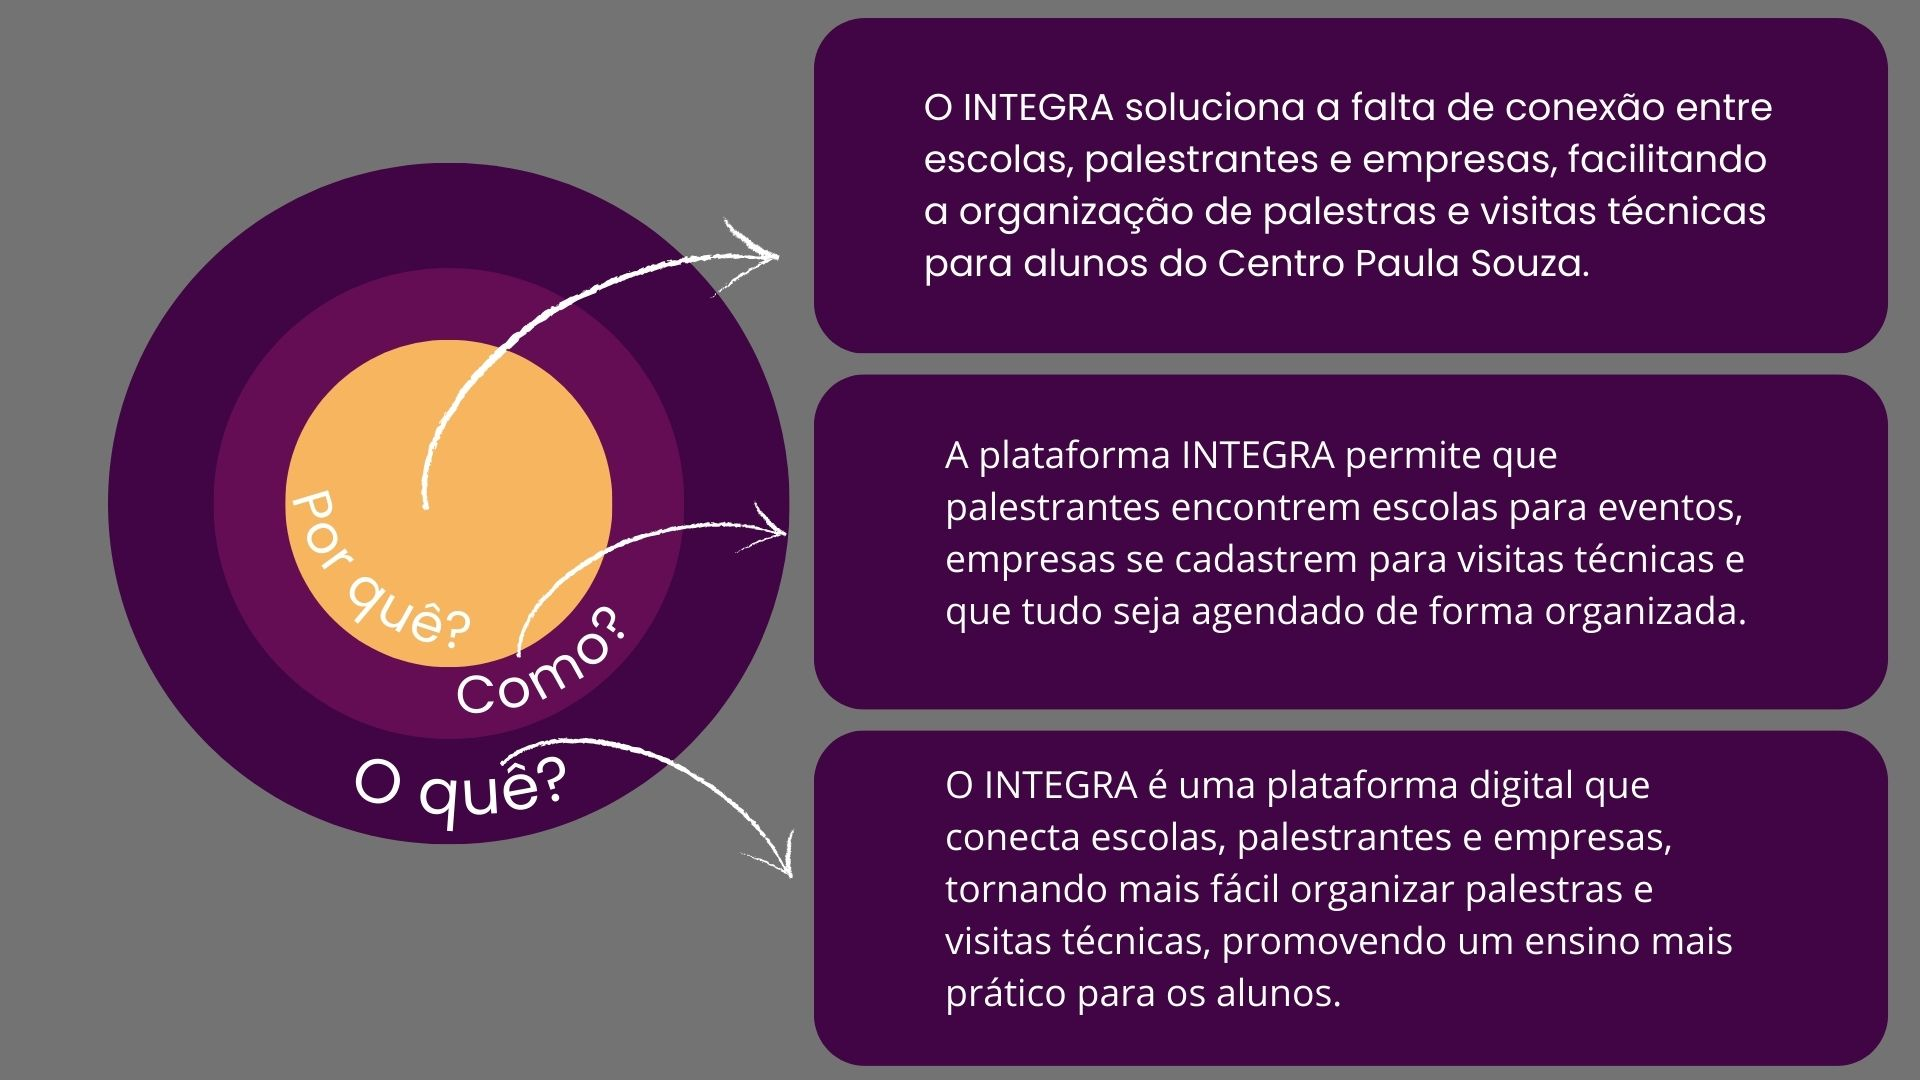 O INTEGRA soluciona a falta de conexão entre
escolas, palestrantes e empresas, facilitando
a organização de palestras e visitas técnicas
para alunos do Centro Paula Souza.
A plataforma INTEGRA permite que
palestrantes encontrem escolas para eventos,
empresas se cadastrem para visitas técnicas e
que tudo seja agendado de forma organizada.
O INTEGRA é uma plataforma digital que
conecta escolas, palestrantes e empresas,
tornando mais fácil organizar palestras e
visitas técnicas, promovendo um ensino mais
prático para os alunos.
Por quê?
Como?
O quê?